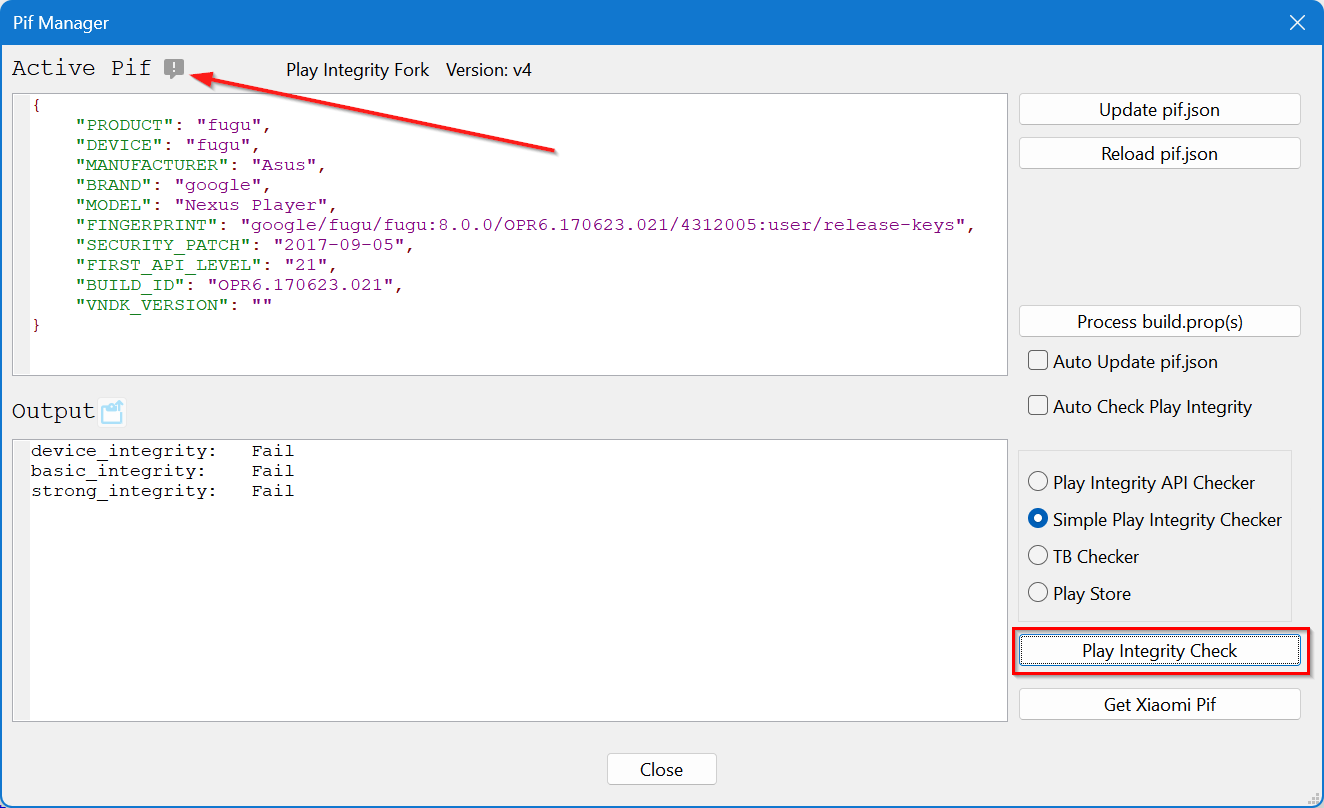 Pif Manager
Active Pif
Play Integrity Fork Version: v4
{
"PRODUCT": "fugu",
"DEVICE": "fugu",
"MANUFACTURER": "Asus",
"BRAND": "google",
"MODEL": "Nexus Player",
"FINGERPRINT": "google/fugu/fugu:8.0.0/OPR6.170623.021/4312005:user/release-keys",
"SECURITY_PATCH": "2017-09-05",
"FIRST_API_LEVEL": "21",
"BUILD_ID": "OPR6.170623.021",
"VNDK_VERSION": ""
}
Update pif.json
Reload pif.json
Process build.prop(s)
Auto Update pif.json
Auto Check Play Integrity
Output
device_integrity: Fail
basic_integrity: Fail
strong_integrity: Fail
Play Integrity API Checker
Simple Play Integrity Checker
TB Checker
Play Store
Play Integrity Check
Get Xiaomi Pif
Close